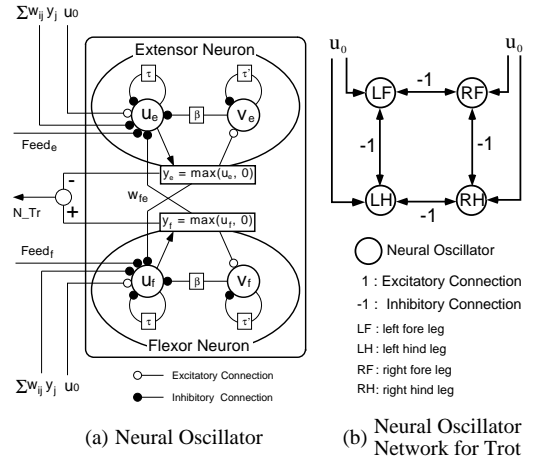 Σw_ij y_j u_0
Extensor Neuron
τ
τ'
u_e
β
v_e
Feed_e
y_e = max(u_e, 0)
-
+
N_Tr
w_fe
y_f = max(u_f, 0)
Feed_f
u_f
β
v_f
τ
τ'
Flexor Neuron
Σw_ij y_j u_0
Excitatory Connection
Inhibitory Connection
(a) Neural Oscillator
u_0
u_0
LF
-1
RF
-1
-1
LH
-1
RH
Neural Oscillator
1 : Excitatory Connection
-1 : Inhibitory Connection
LF : left fore leg
LH : left hind leg
RF : right fore leg
RH : right hind leg
(b) Neural Oscillator
Network for Trot